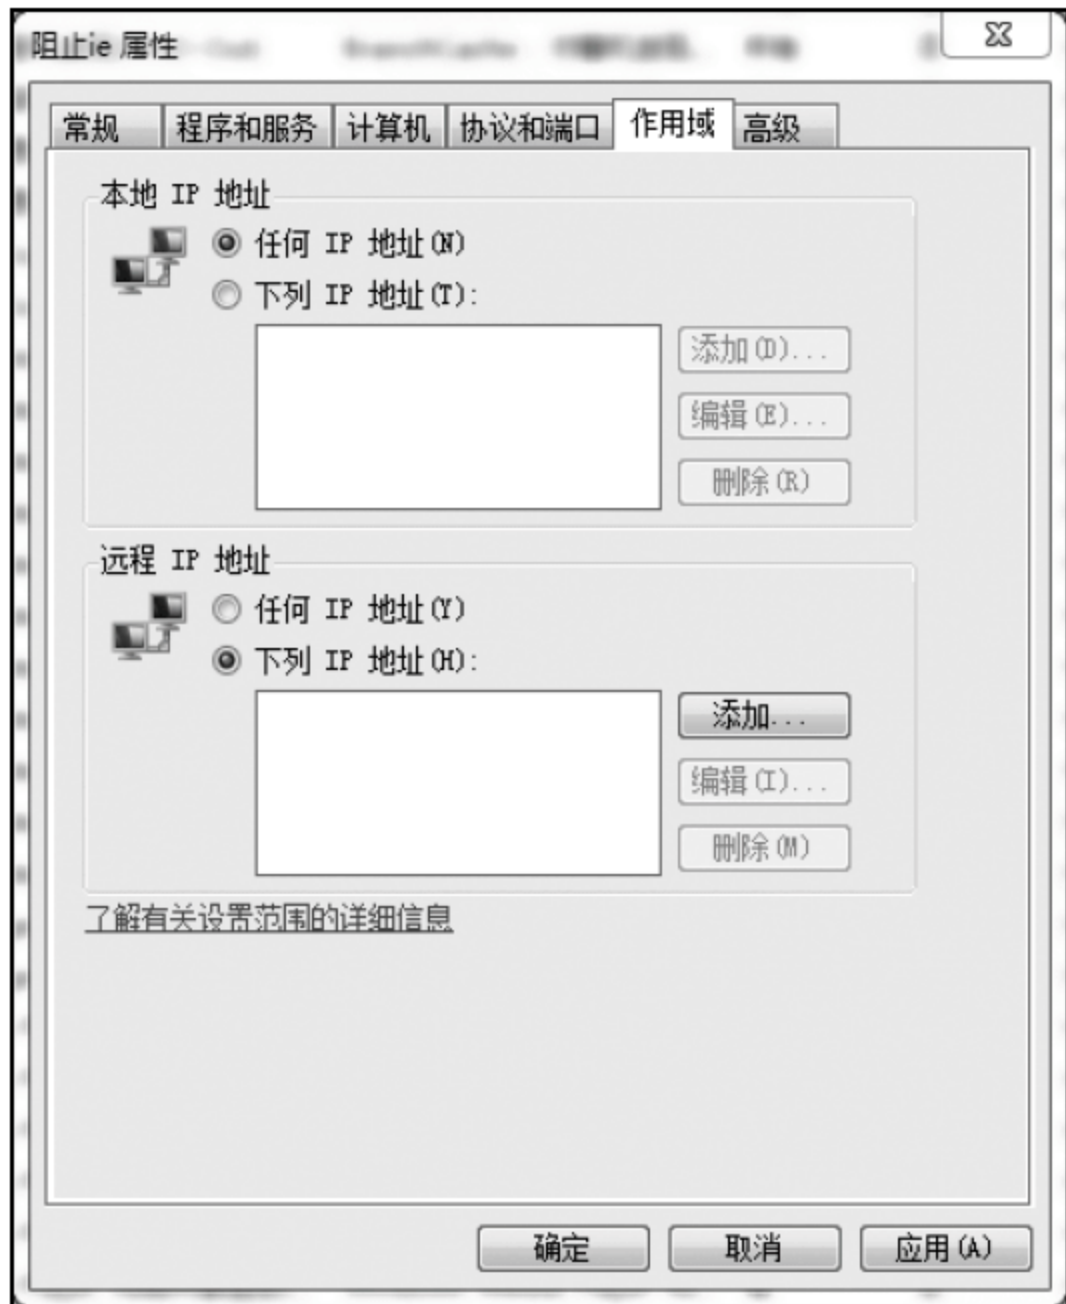 阻止ie 属性
常规 程序和服务 计算机 协议和端口 作用域 高级
本地 IP 地址
任何 IP 地址(N)
下列 IP 地址(T):
添加(D)...
编辑(E)...
删除(R)
远程 IP 地址
任何 IP 地址(Y)
下列 IP 地址(H):
添加...
编辑(I)...
删除(M)
了解有关设置范围的详细信息
确定 取消 应用(A)